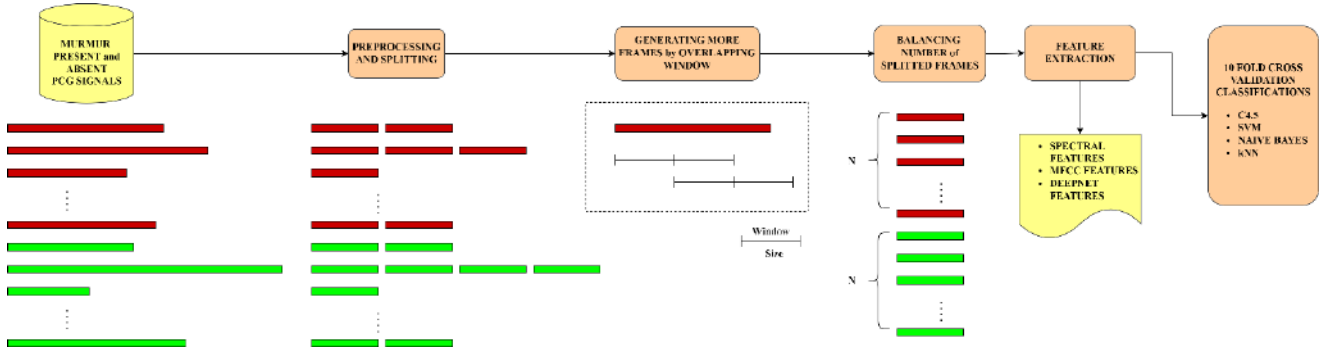 MURMUR
PRESENT and
ABSENT
PCG SIGNALS
PREPROCESSING
AND SPLITTING
GENERATING MORE
FRAMES by OVERLAPPING
WINDOW
BALANCING
NUMBER of
SPLITTED FRAMES
FEATURE
EXTRACTION
10 FOLD CROSS
VALIDATION
CLASSIFICATIONS
• C4.5
• SVM
• NAIVE BAYES
• kNN
• SPECTRAL
FEATURES
• MFCC FEATURES
• DEEPNET
FEATURES
N
Window
Size
N